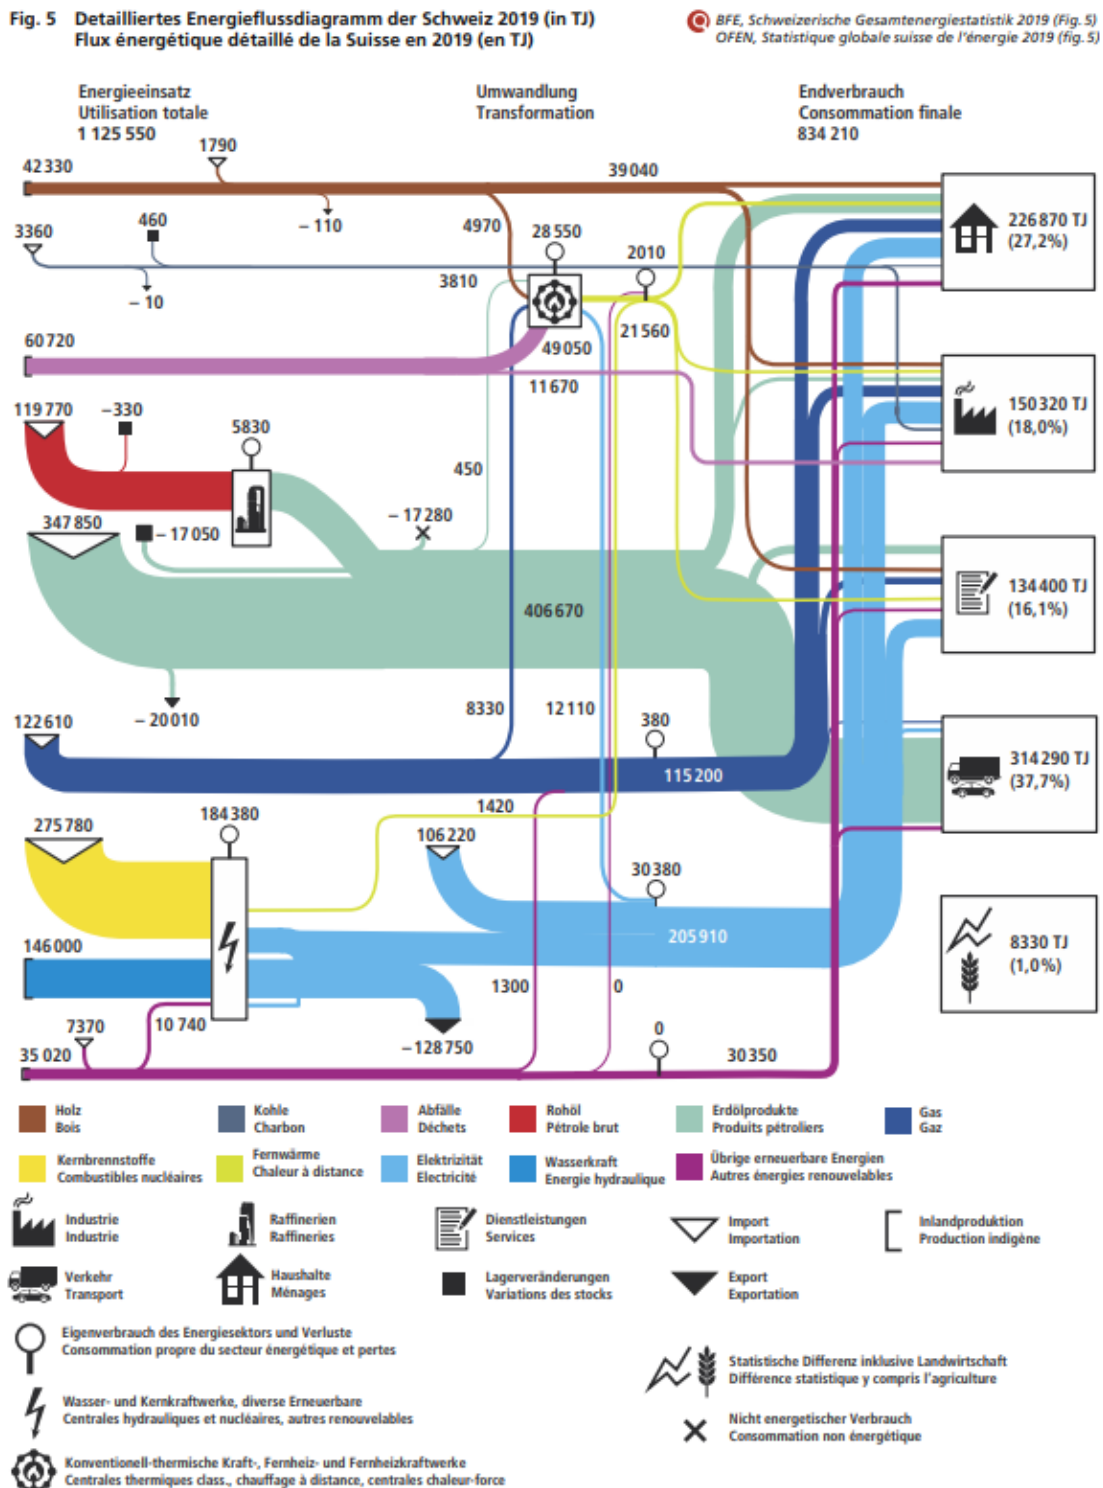 Fig. 5 Detailliertes Energieflussdiagramm der Schweiz 2019 (in TJ)
Flux énergétique détaillé de la Suisse en 2019 (en TJ)
BFE, Schweizerische Gesamtenergiestatistik 2019 (Fig. 5)
OFEN, Statistique globale suisse de l'énergie 2019 (fig. 5)
Energieeinsatz
Utilisation totale
1 125 550
Umwandlung
Transformation
Endverbrauch
Consommation finale
834 210
1790
42 330
39 040
– 110
4970
28 550
226 870 TJ
(27,2%)
3360
460
2010
– 10
3810
21 560
60 720
49 050
11 670
119 770
–330
5830
150 320 TJ
(18,0%)
450
347 850
– 17 050
– 17 280
406 670
134 400 TJ
(16,1%)
– 20 010
8330
12 110
380
122 610
115 200
314 290 TJ
(37,7%)
1420
184 380
275 780
106 220
30 380
205 910
146 000
8330 TJ
(1,0%)
1300
0
7370
10 740
– 128 750
0
35 020
30 350
Holz
Bois
Kohle
Charbon
Abfälle
Déchets
Rohöl
Pétrole brut
Erdölprodukte
Produits pétroliers
Gas
Gaz
Kernbrennstoffe
Combustibles nucléaires
Fernwärme
Chaleur à distance
Elektrizität
Electricité
Wasserkraft
Energie hydraulique
Übrige erneuerbare Energien
Autres énergies renouvelables
Industrie
Industrie
Raffinerien
Raffineries
Dienstleistungen
Services
Import
Importation
Inlandproduktion
Production indigène
Verkehr
Transport
Haushalte
Ménages
Lagerveränderungen
Variations des stocks
Export
Exportation
Eigenverbrauch des Energiesektors und Verluste
Consommation propre du secteur énergétique et pertes
Statistische Differenz inklusive Landwirtschaft
Différence statistique y compris l'agriculture
Wasser- und Kernkraftwerke, diverse Erneuerbare
Centrales hydrauliques et nucléaires, autres renouvelables
Nicht energetischer Verbrauch
Consommation non énergétique
Konventionell-thermische Kraft-, Fernheiz- und Fernheizkraftwerke
Centrales thermiques class., chauffage à distance, centrales chaleur-force